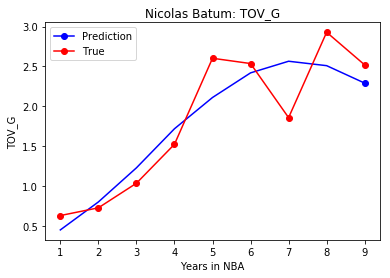 Nicolas Batum: TOV_G
Prediction
True
3.0
2.5
2.0
1.5
1.0
0.5
TOV_G
1 2 3 4 5 6 7 8 9
Years in NBA